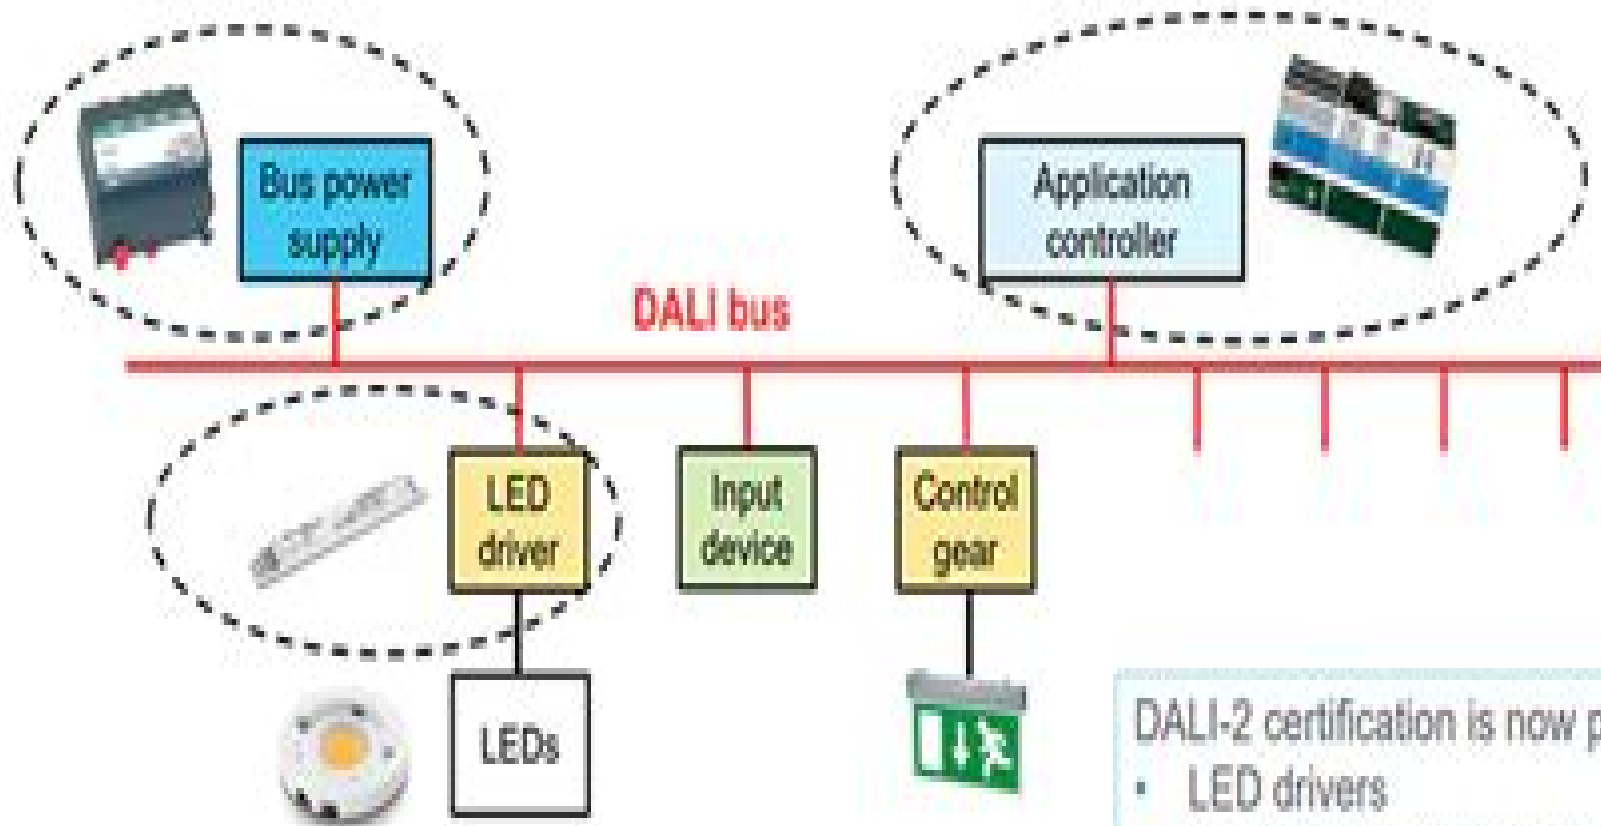 Bus power
supply
Application
controller
DALI bus
LED
driver
Input
device
Control
gear
LEDs
DALI-2 certification is now
• LED drivers